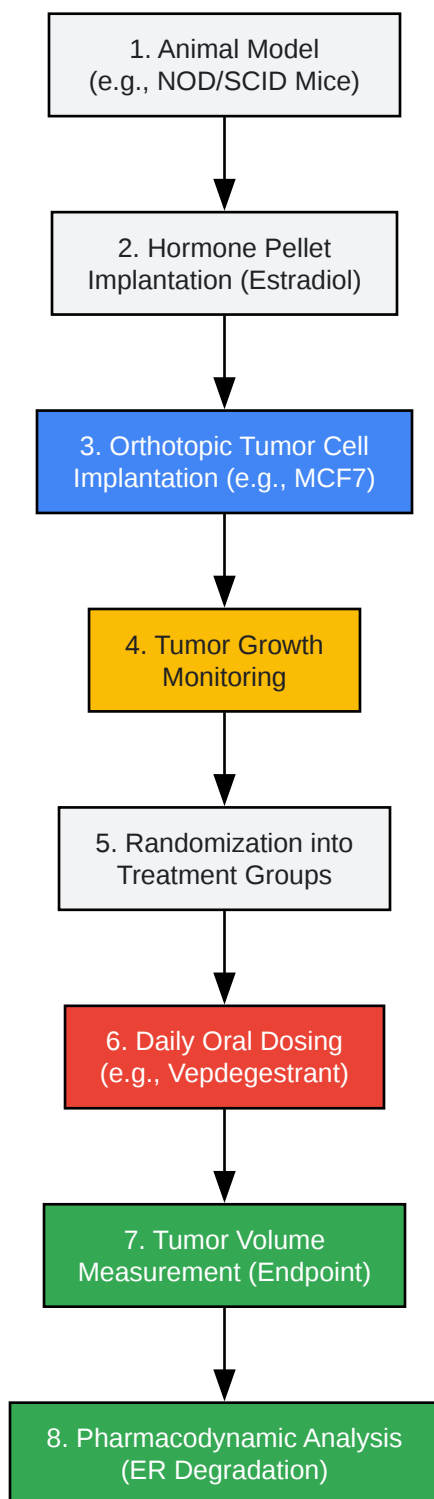 1. Animal Model
(e.g., NOD/SCID Mice)
2. Hormone Pellet
Implantation (Estradiol)
3. Orthotopic Tumor Cell
Implantation (e.g., MCF7)
4. Tumor Growth
Monitoring
5. Randomization into
Treatment Groups
6. Daily Oral Dosing
(e.g., Vepdegestrant)
7. Tumor Volume
Measurement (Endpoint)
8. Pharmacodynamic Analysis
(ER Degradation)